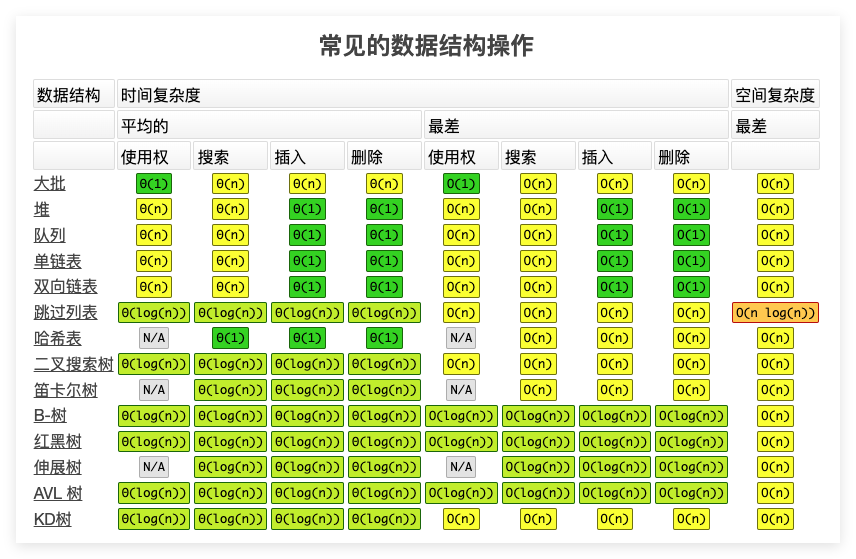 常见的数据结构操作
数据结构 时间复杂度 空间复杂度
平均的 最差 最差
使用权 搜索 插入 删除 使用权 搜索 插入 删除
大批 θ(1) θ(n) θ(n) θ(n) O(1) O(n) O(n) O(n) O(n)
堆 θ(n) θ(n) θ(1) θ(1) O(n) O(n) O(1) O(1) O(n)
队列 θ(n) θ(n) θ(1) θ(1) O(n) O(n) O(1) O(1) O(n)
单链表 θ(n) θ(n) θ(1) θ(1) O(n) O(n) O(1) O(1) O(n)
双向链表 θ(n) θ(n) θ(1) θ(1) O(n) O(n) O(1) O(1) O(n)
跳过列表 θ(log(n)) θ(log(n)) θ(log(n)) θ(log(n)) O(n) O(n) O(n) O(n) O(n log(n))
哈希表 N/A θ(1) θ(1) θ(1) N/A O(n) O(n) O(n) O(n)
二叉搜索树 θ(log(n)) θ(log(n)) θ(log(n)) θ(log(n)) O(n) O(n) O(n) O(n) O(n)
笛卡尔树 N/A θ(log(n)) θ(log(n)) θ(log(n)) N/A O(n) O(n) O(n) O(n)
B-树 θ(log(n)) θ(log(n)) θ(log(n)) θ(log(n)) O(log(n)) O(log(n)) O(log(n)) O(log(n)) O(n)
红黑树 θ(log(n)) θ(log(n)) θ(log(n)) θ(log(n)) O(log(n)) O(log(n)) O(log(n)) O(log(n)) O(n)
伸展树 N/A θ(log(n)) θ(log(n)) θ(log(n)) N/A O(log(n)) O(log(n)) O(log(n)) O(n)
AVL 树 θ(log(n)) θ(log(n)) θ(log(n)) θ(log(n)) O(log(n)) O(log(n)) O(log(n)) O(log(n)) O(n)
KD树 θ(log(n)) θ(log(n)) θ(log(n)) θ(log(n)) O(n) O(n) O(n) O(n) O(n)